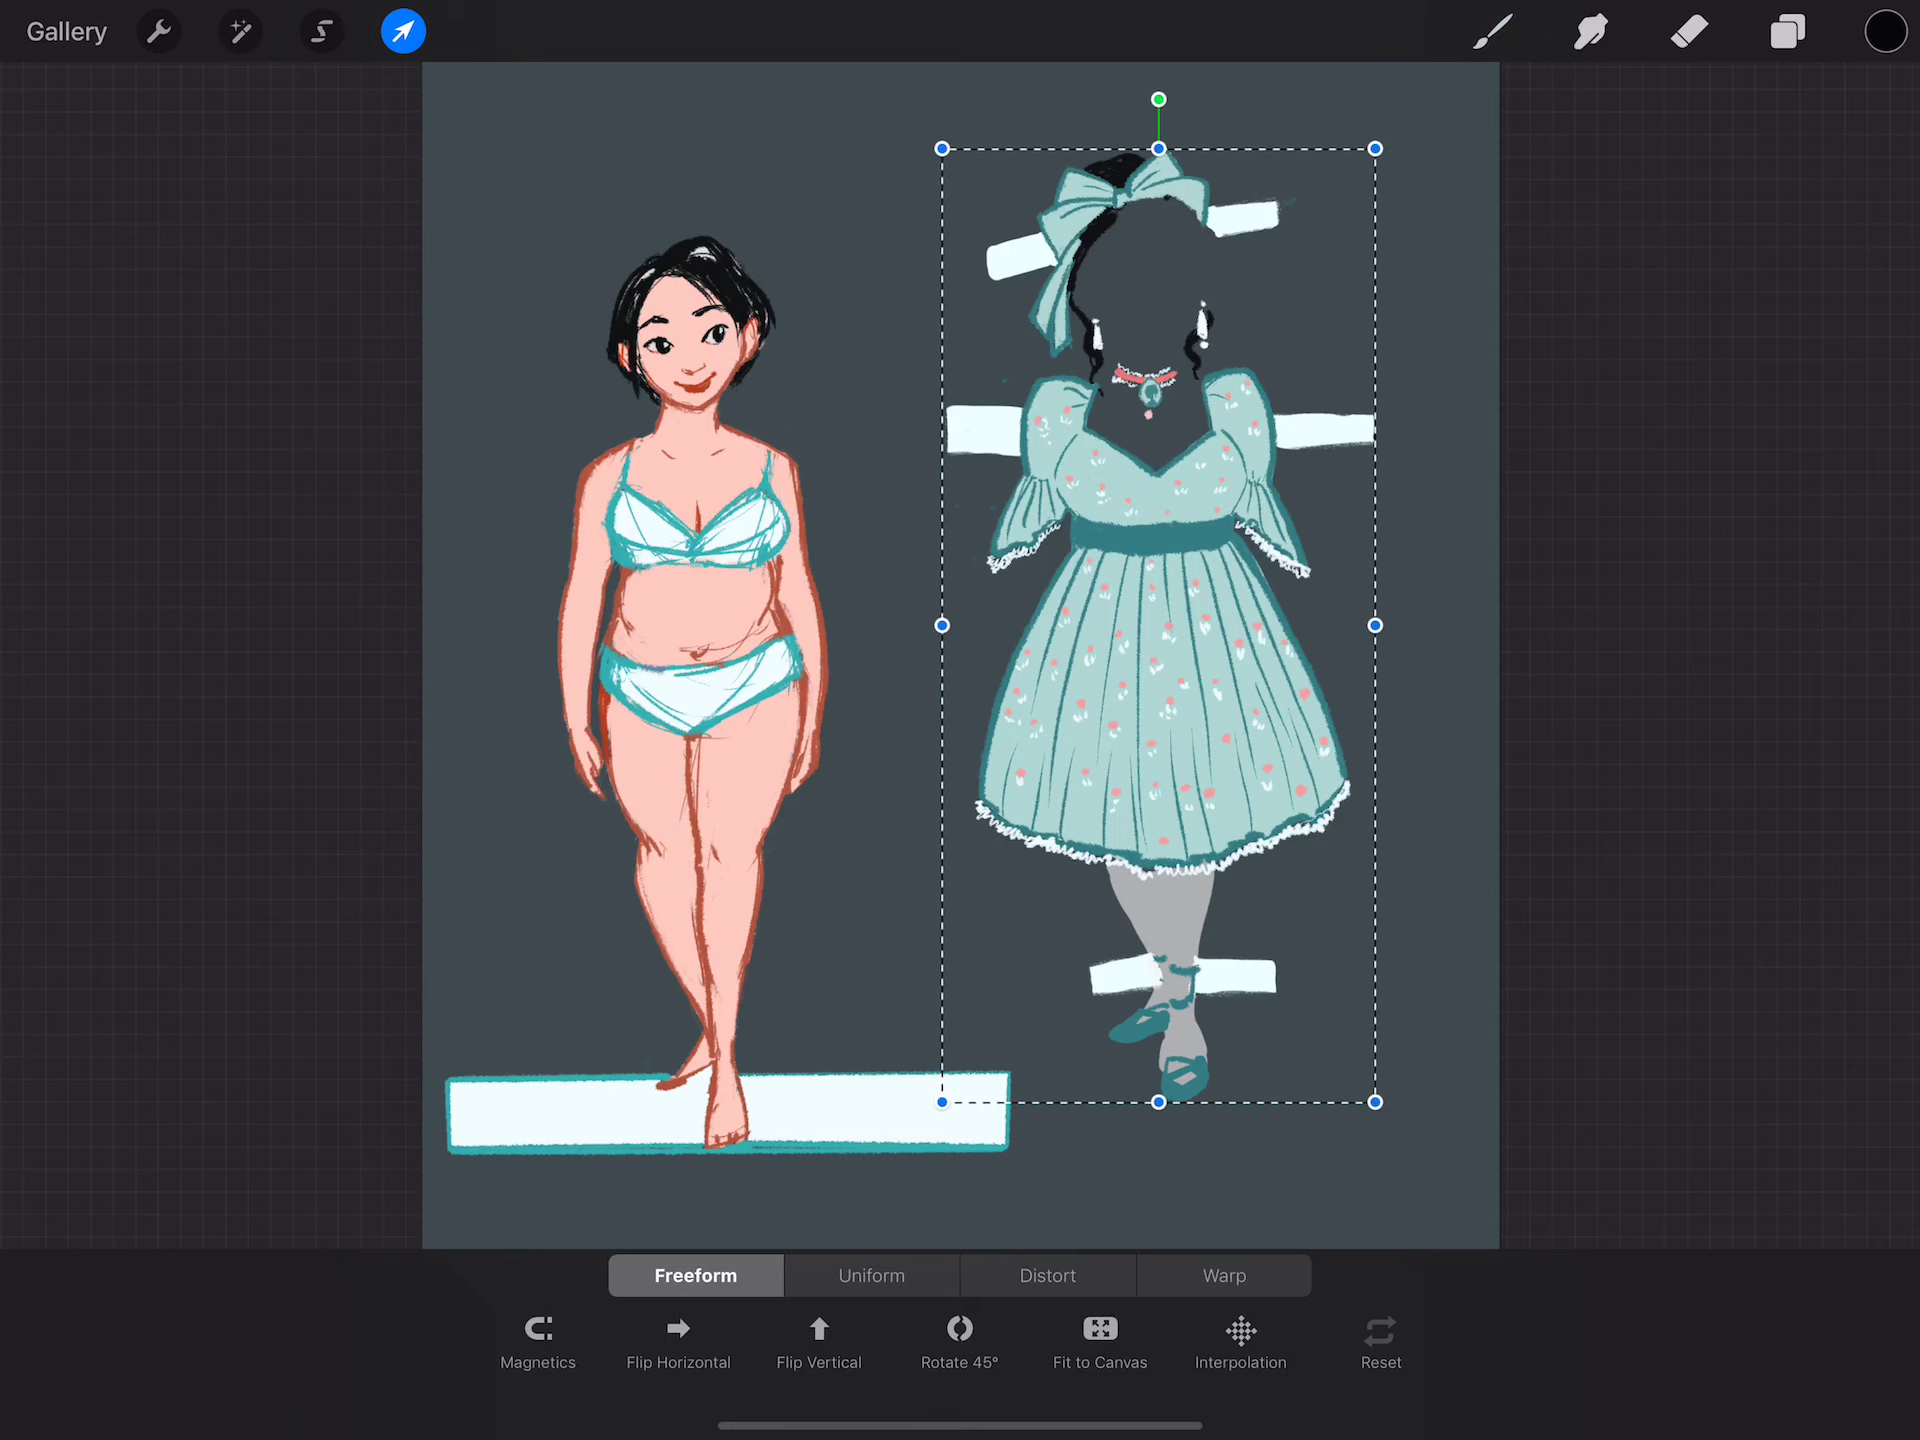 Gallery
Freeform Uniform Distort Warp
Magnetics Flip Horizontal Flip Vertical Rotate 45° Fit to Canvas Interpolation Reset